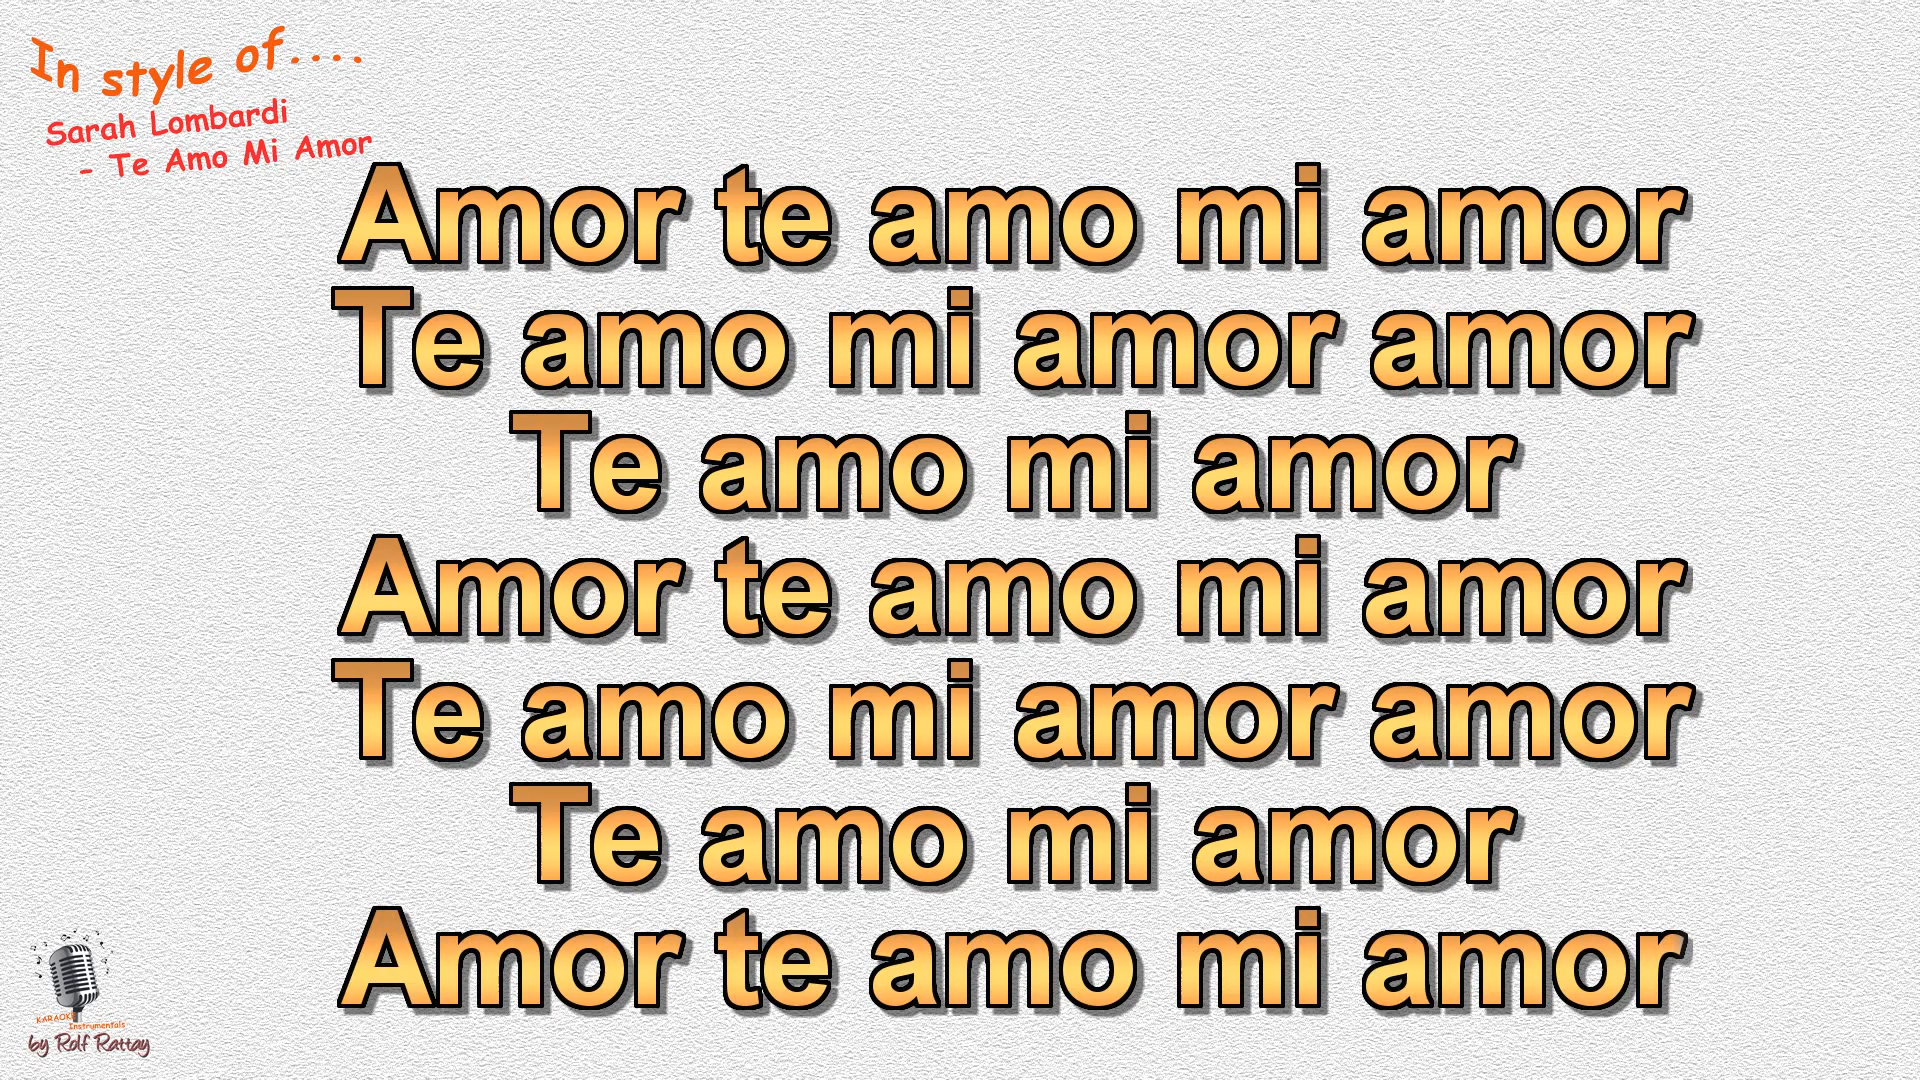 In style of....
Sarah Lombardi
- Te Amo Mi Amor
Amor te amo mi amor
Te amo mi amor amor
Te amo mi amor
Amor te amo mi amor
Te amo mi amor amor
Te amo mi amor
Amor te amo mi amor
KARAOKE
Instrumentals
by Rolf Rattay